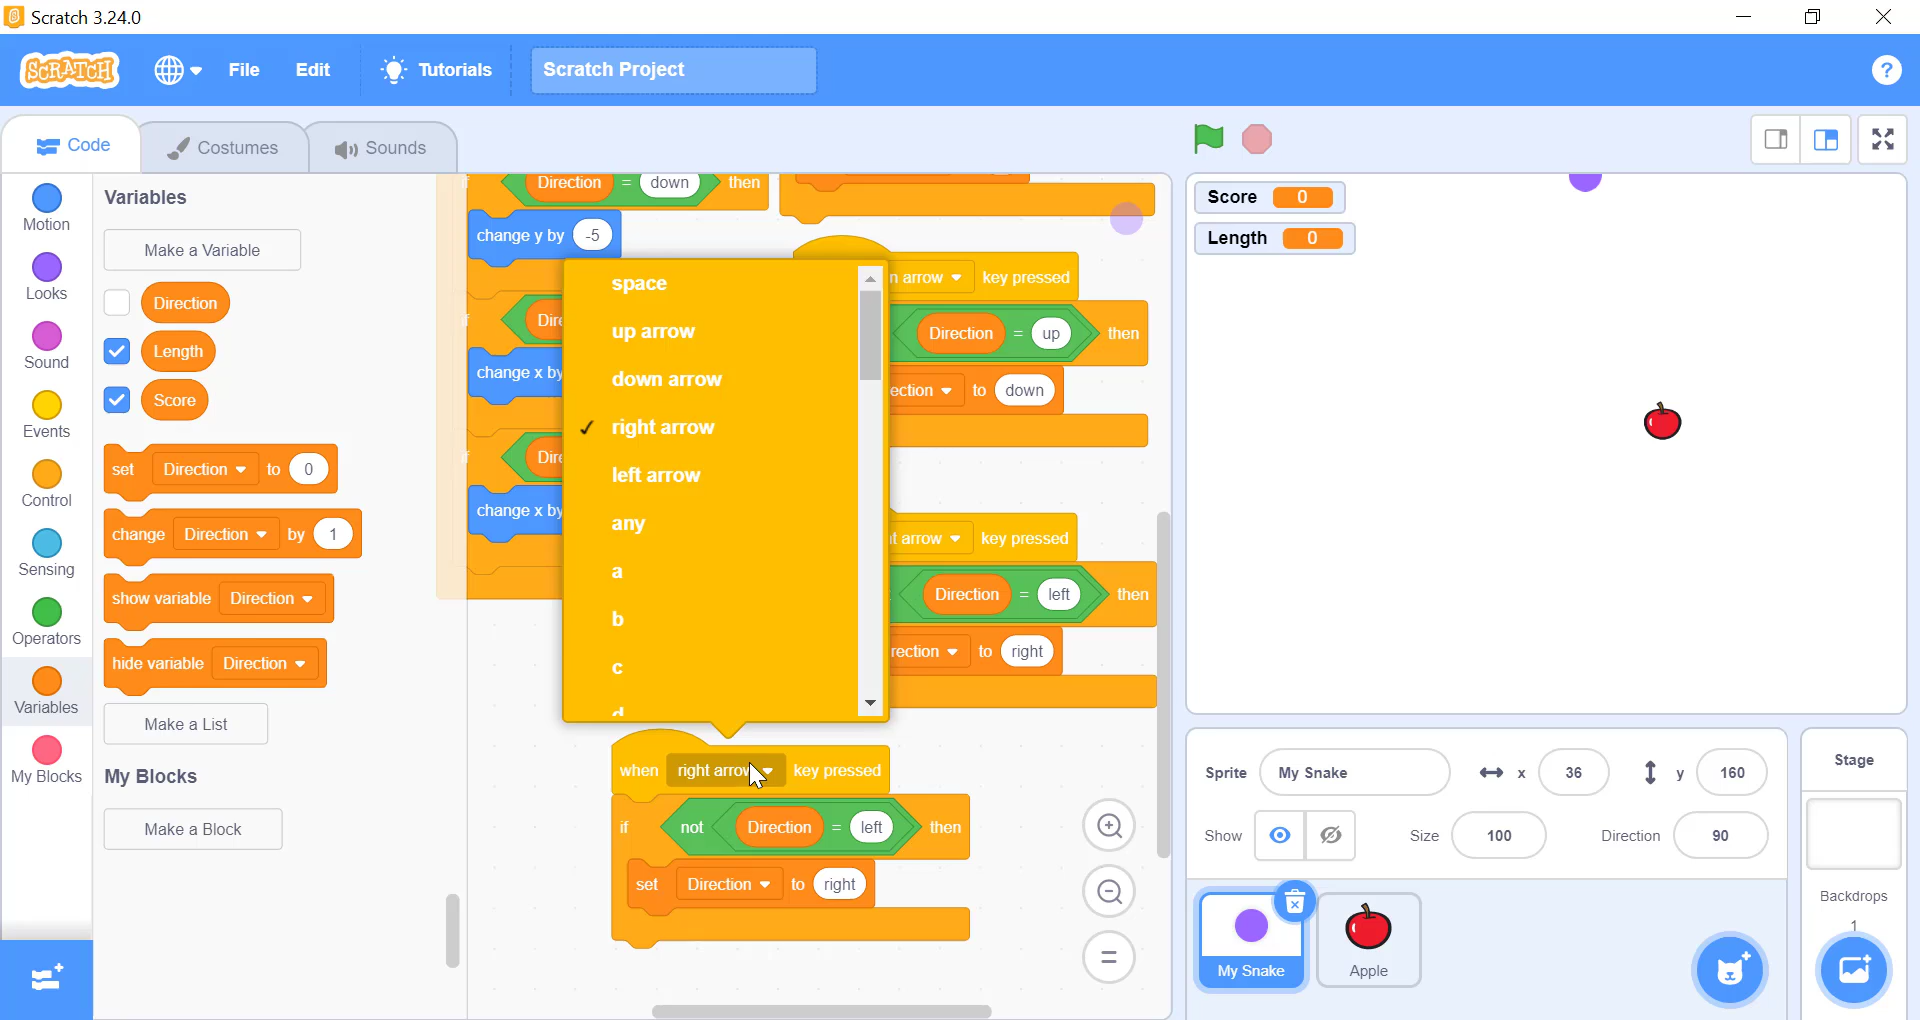 Scratch 3.24.0
SCRATCH
File
Edit
Tutorials
Scratch Project
?
Code
Costumes
Sounds
Motion
Looks
Sound
Events
Control
Sensing
Operators
Variables
My Blocks
Variables
Make a Variable
Direction
Length
Score
set Direction to 0
change Direction by 1
show variable Direction
hide variable Direction
Make a List
My Blocks
Make a Block
Direction = down then
change y by -5
change x by
change x by
space
up arrow
down arrow
✓ right arrow
left arrow
any
a
b
c
d
arrow key pressed
Direction = up then
to down
arrow key pressed
Direction = left then
to right
when right arrow key pressed
if not Direction = left then
set Direction to right
Score 0
Length 0
Sprite My Snake x 36 y 160
Show Size 100 Direction 90
My Snake
Apple
Stage
Backdrops
1